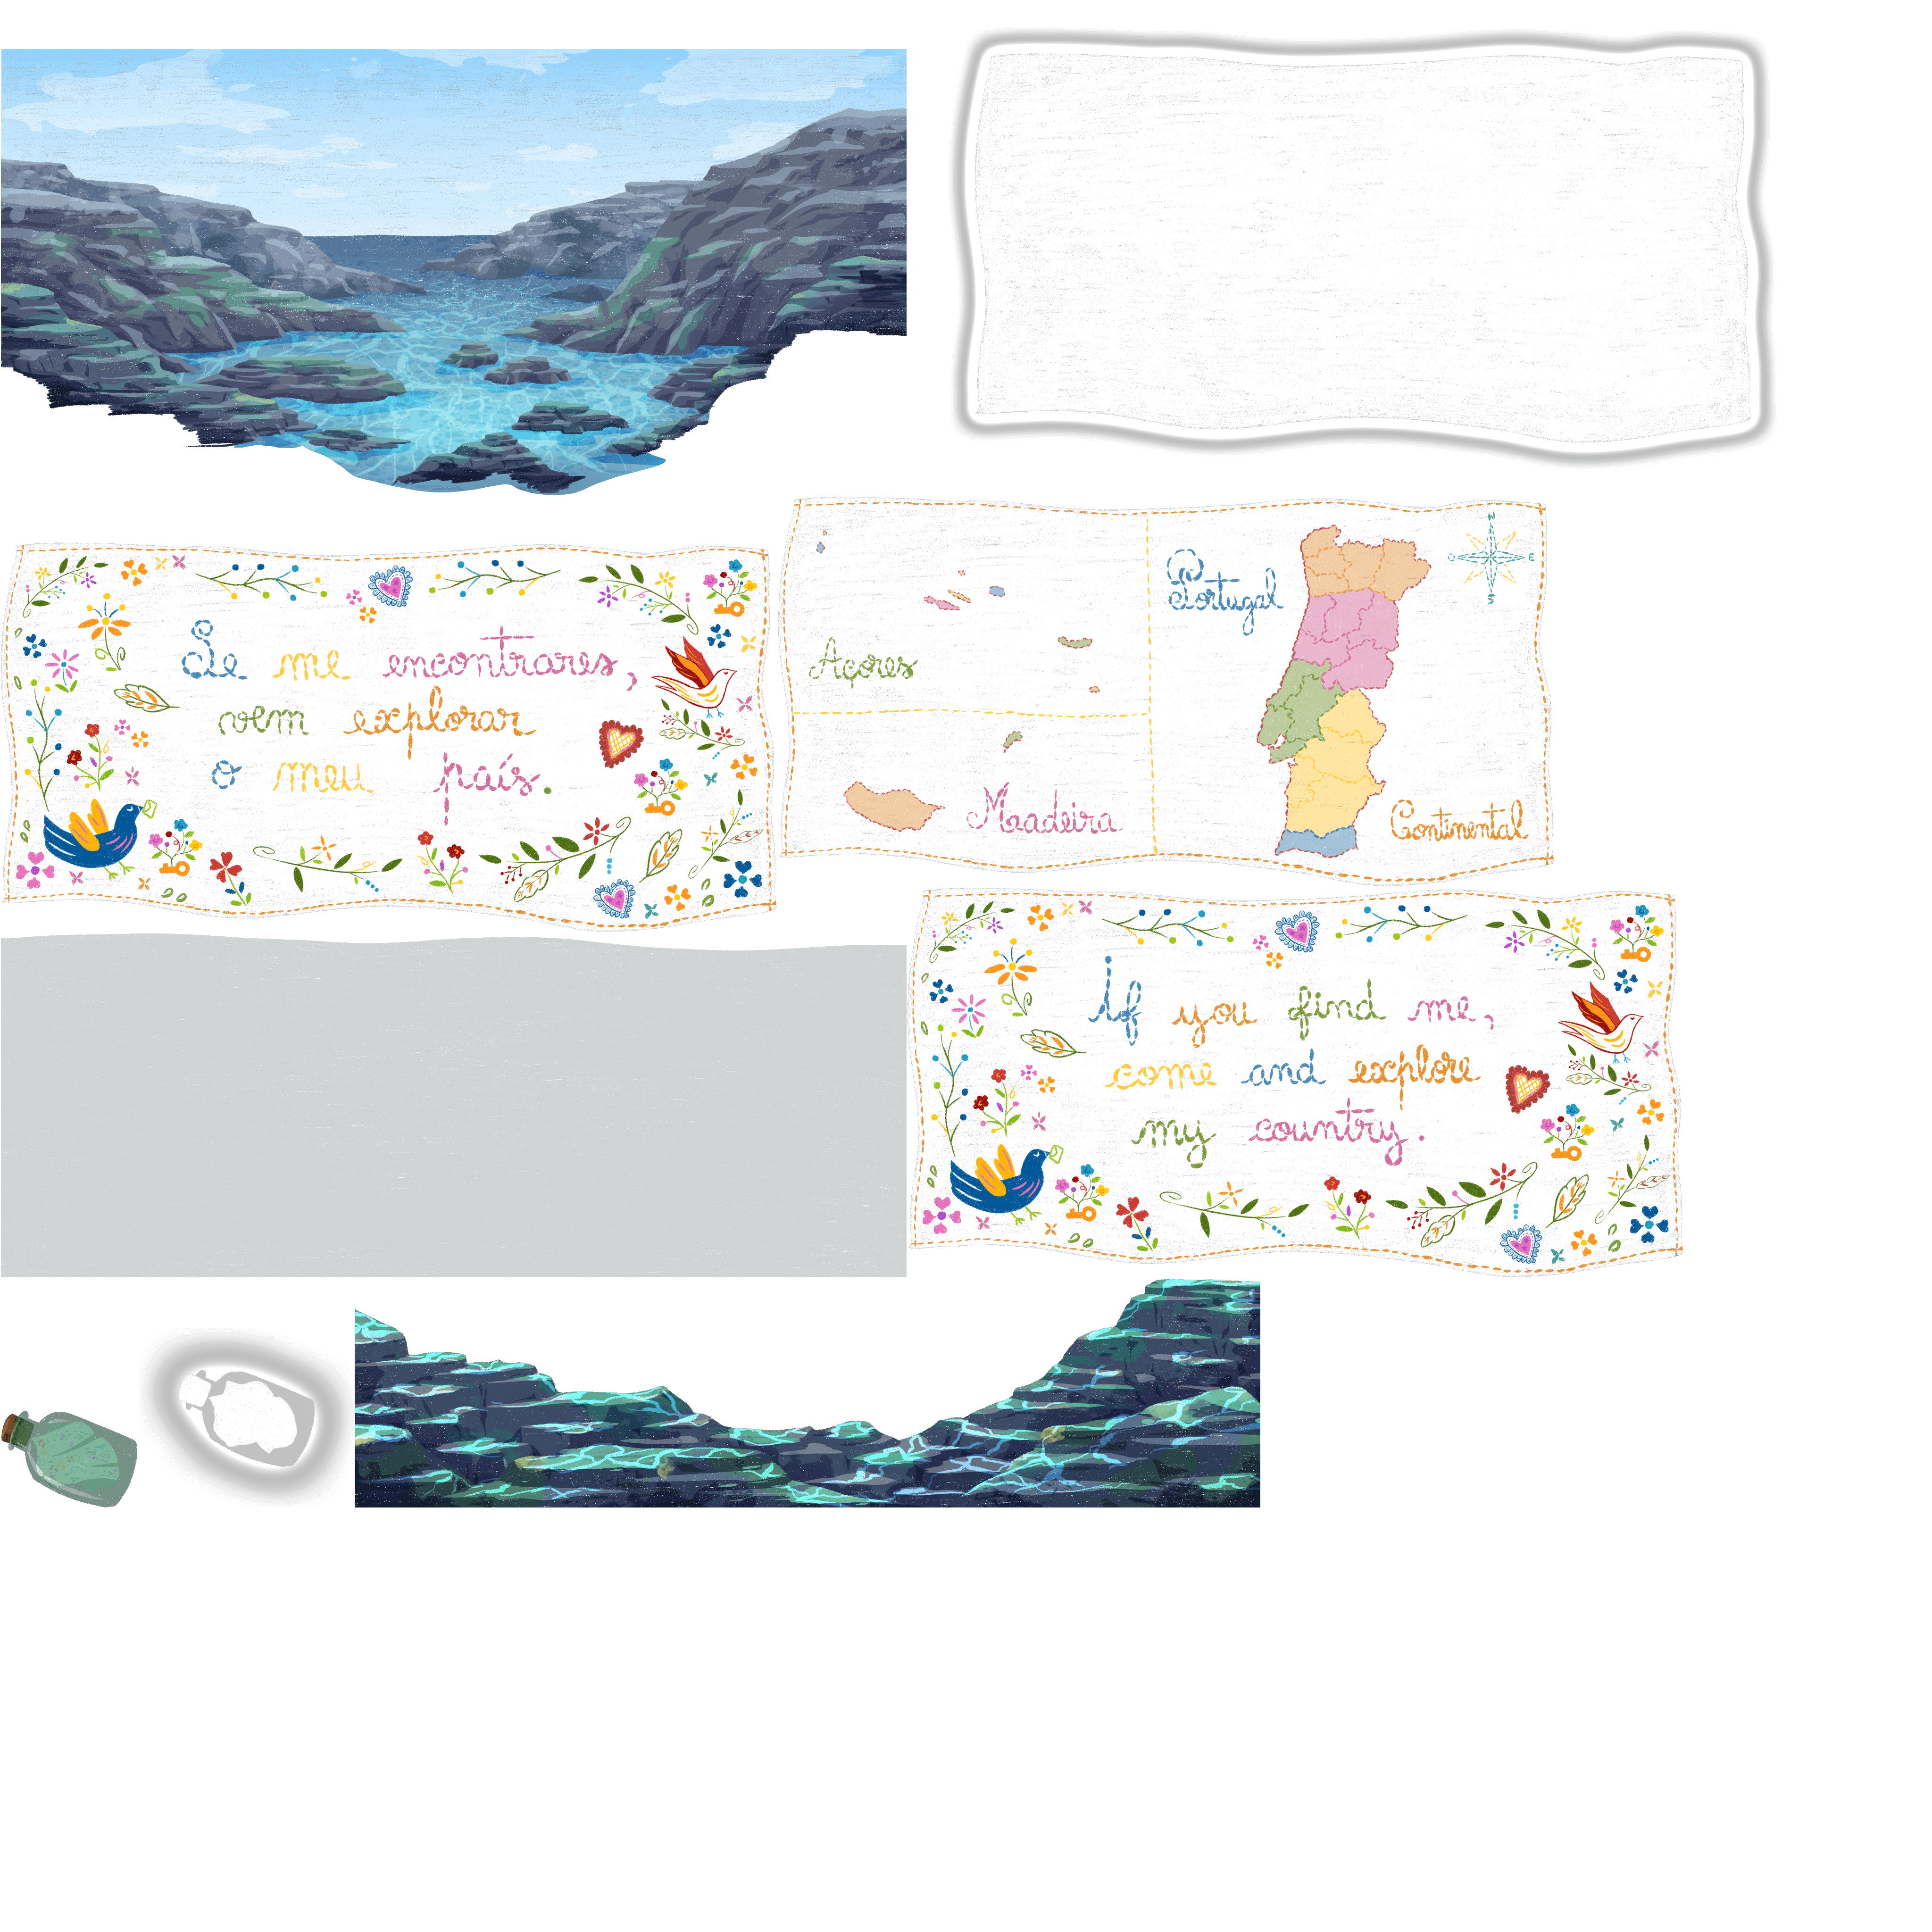 Se me encontrares,
vem explorar
o meu país.
Açores
Madeira
Portugal
Continental
N
O E
S
If you find me,
come and explore
my country.